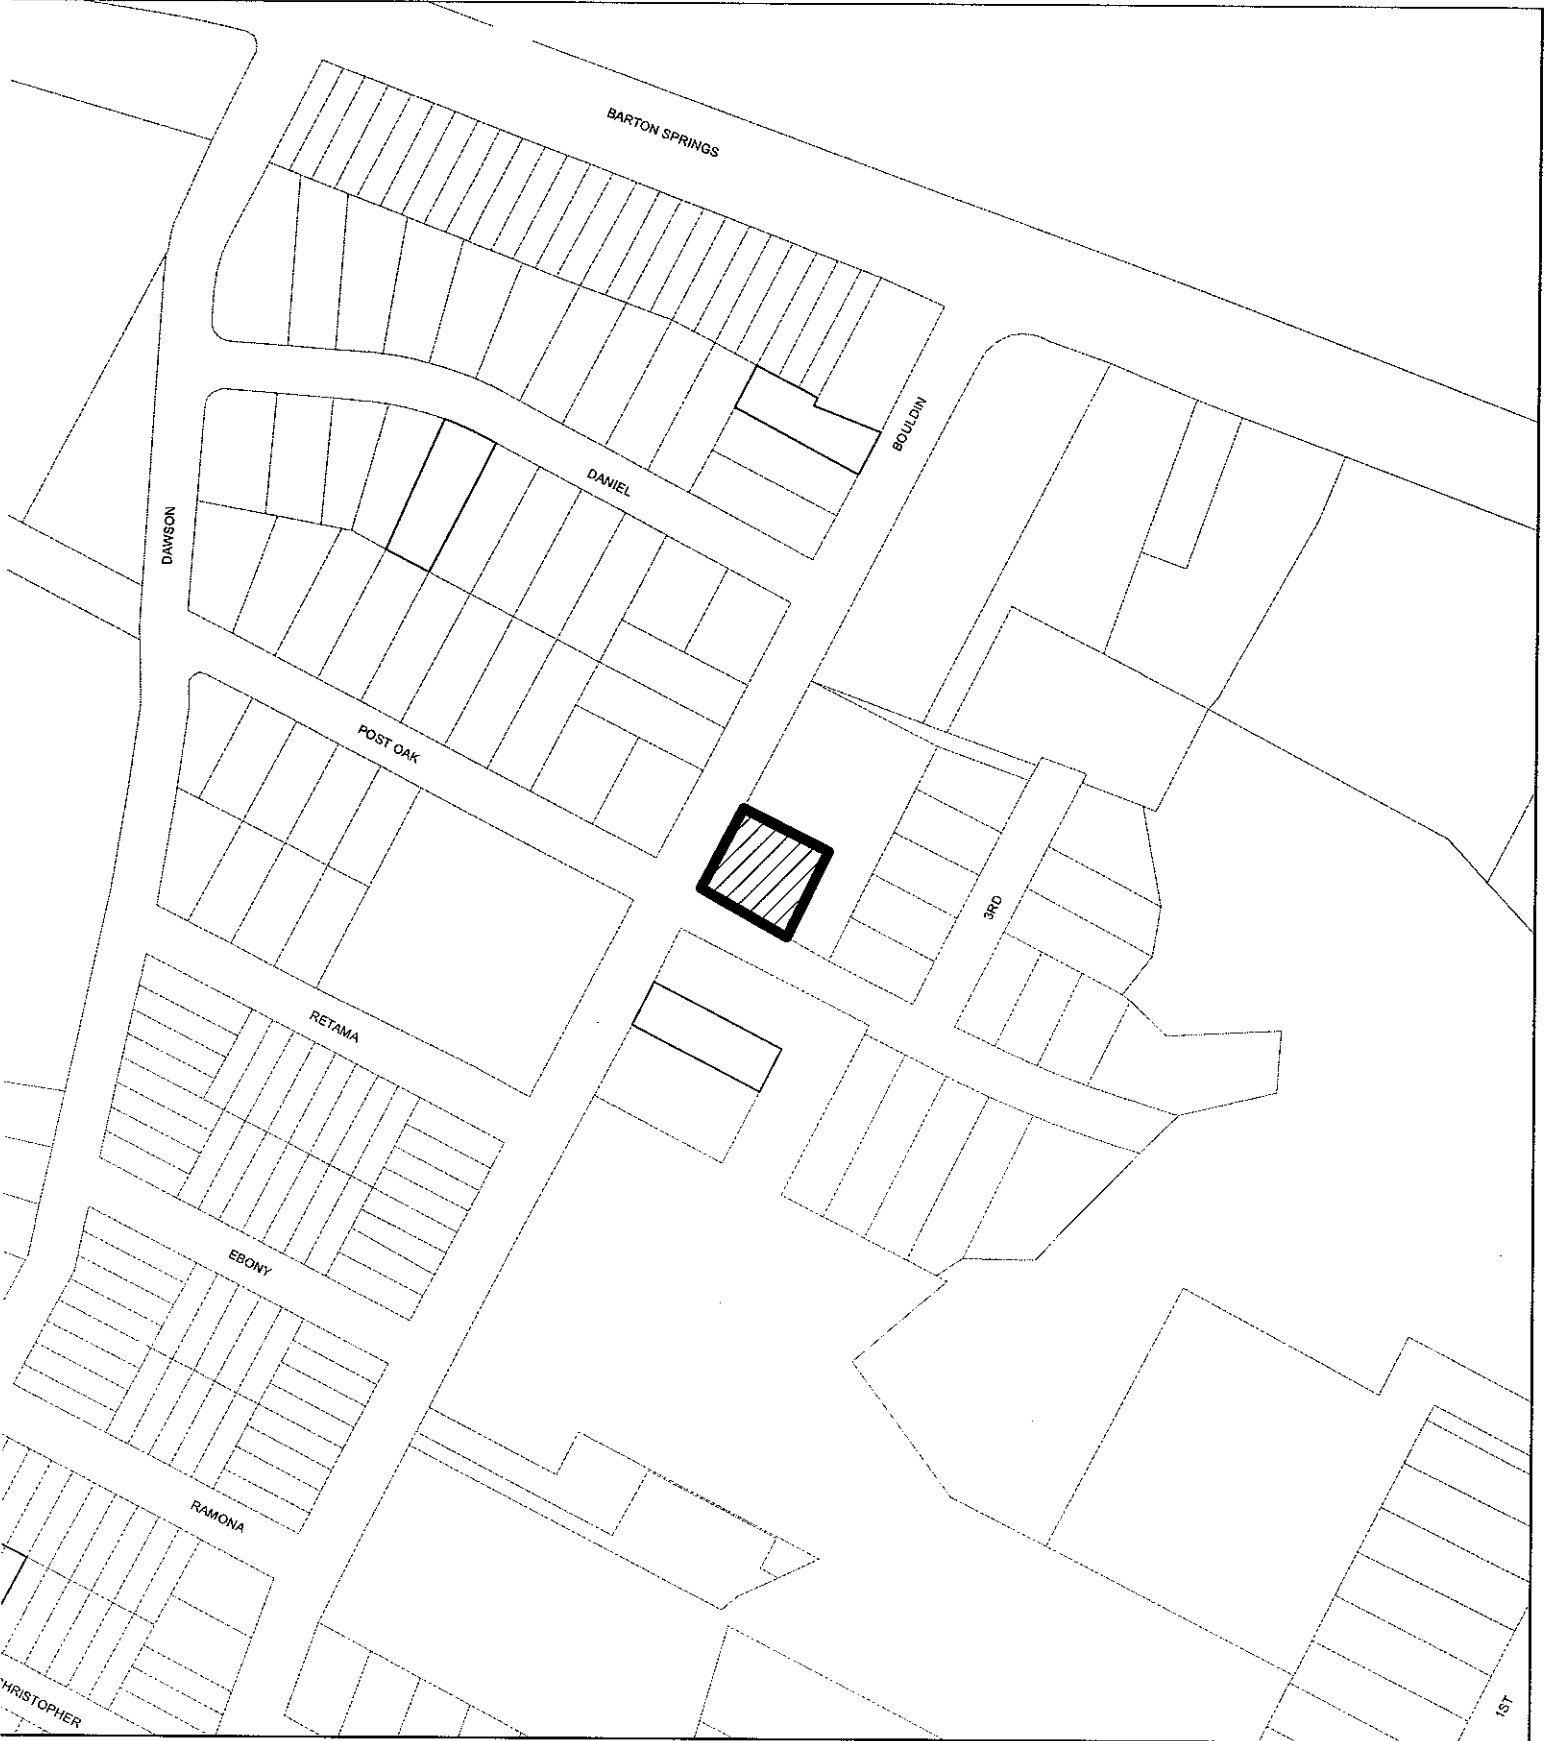 BARTON SPRINGS
BOULDIN
DANIEL
DAWSON
POST OAK
3RD
RETAMA
EBONY
RAMONA
CHRISTOPHER
1ST